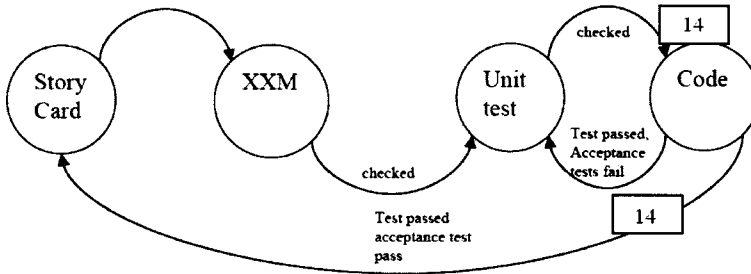 14
checked
Story
Card
XXM
Unit
test
Code
Test passed,
Acceptance
tests fail
checked
14
Test passed
acceptance test
pass